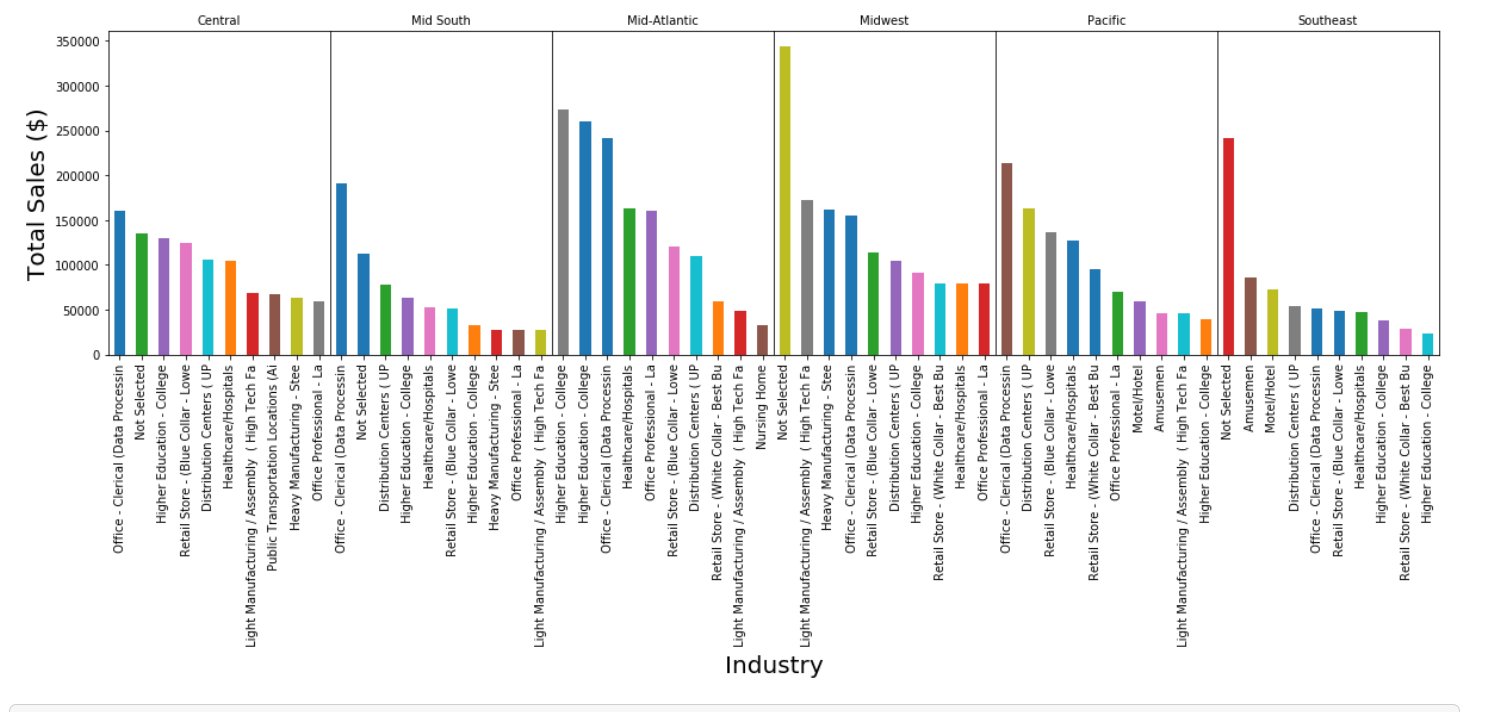 Central
Mid South
Mid-Atlantic
Midwest
Pacific
Southeast
Total Sales ($)
350000
300000
250000
200000
150000
100000
50000
0
Office - Clerical (Data Processin
Not Selected
Higher Education - College
Retail Store - (Blue Collar - Lowe
Distribution Centers ( UP
Healthcare/Hospitals
Light Manufacturing / Assembly  ( High Tech Fa
Public Transportation Locations (Ai
Heavy Manufacturing - Stee
Office Professional - La
Office - Clerical (Data Processin
Not Selected
Distribution Centers ( UP
Higher Education - College
Healthcare/Hospitals
Retail Store - (Blue Collar - Lowe
Higher Education - College
Heavy Manufacturing - Stee
Office Professional - La
Light Manufacturing / Assembly  ( High Tech Fa
Higher Education - College
Higher Education - College
Office - Clerical (Data Processin
Healthcare/Hospitals
Office Professional - La
Retail Store - (Blue Collar - Lowe
Distribution Centers ( UP
Retail Store - (White Collar - Best Bu
Light Manufacturing / Assembly  ( High Tech Fa
Nursing Home
Not Selected
Light Manufacturing / Assembly  ( High Tech Fa
Heavy Manufacturing - Stee
Office - Clerical (Data Processin
Retail Store - (Blue Collar - Lowe
Distribution Centers ( UP
Higher Education - College
Retail Store - (White Collar - Best Bu
Healthcare/Hospitals
Office Professional - La
Office - Clerical (Data Processin
Distribution Centers ( UP
Retail Store - (Blue Collar - Lowe
Healthcare/Hospitals
Retail Store - (White Collar - Best Bu
Office Professional - La
Motel/Hotel
Amusemen
Light Manufacturing / Assembly  ( High Tech Fa
Higher Education - College
Not Selected
Amusemen
Motel/Hotel
Distribution Centers ( UP
Office - Clerical (Data Processin
Retail Store - (Blue Collar - Lowe
Healthcare/Hospitals
Higher Education - College
Retail Store - (White Collar - Best Bu
Higher Education - College
Industry